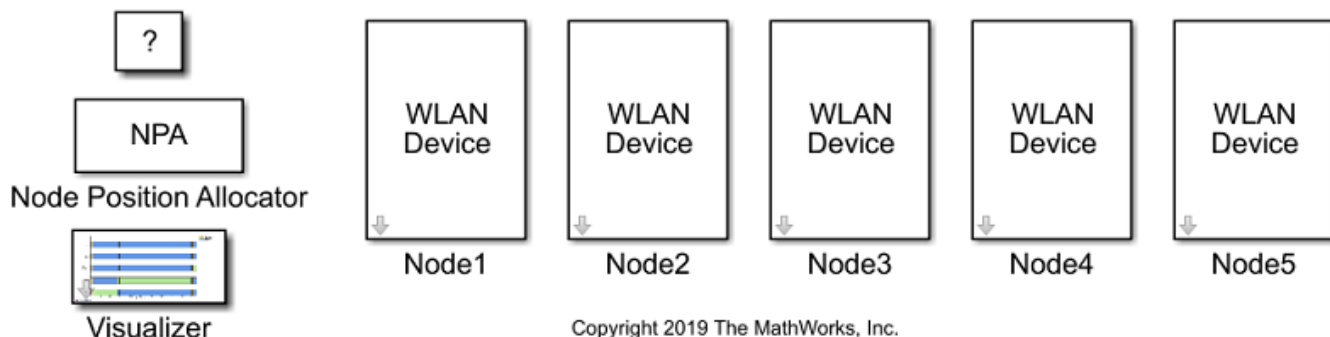 ?
NPA
Node Position Allocator
Visualizer
WLAN
Device
Node1
WLAN
Device
Node2
WLAN
Device
Node3
WLAN
Device
Node4
WLAN
Device
Node5
Copyright 2019 The MathWorks, Inc.